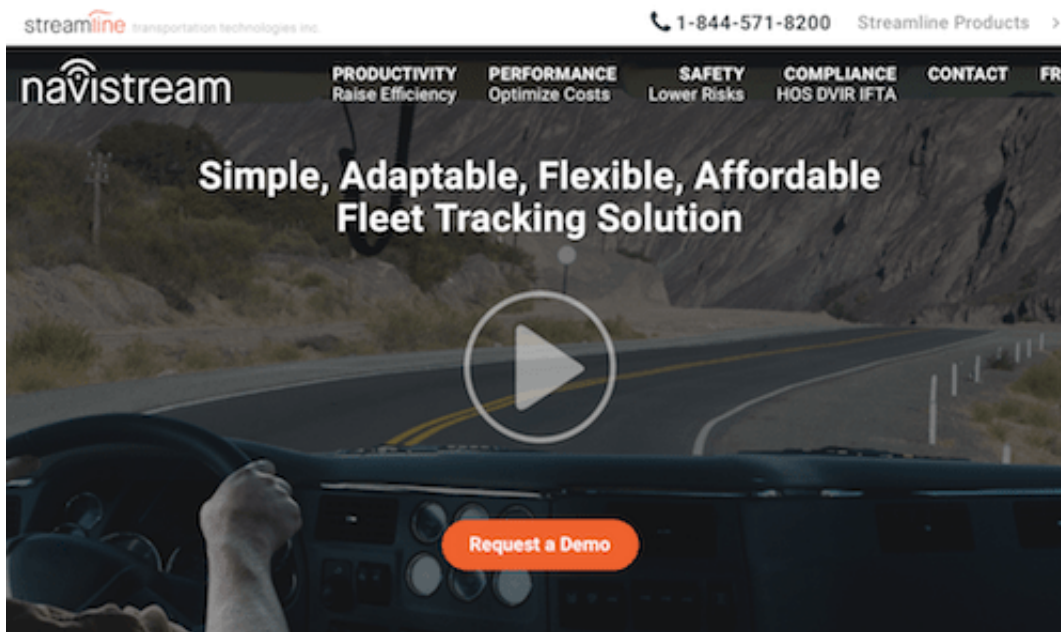 streamline transportation technologies inc.
1-844-571-8200
Streamline Products >
navistream
PRODUCTIVITY
Raise Efficiency
PERFORMANCE
Optimize Costs
SAFETY
Lower Risks
COMPLIANCE
HOS DVIR IFTA
CONTACT
FR
Simple, Adaptable, Flexible, Affordable
Fleet Tracking Solution
Request a Demo